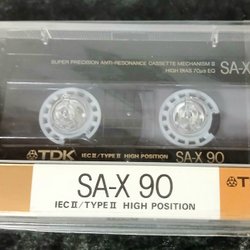 SUPER PRECISION ANTI-RESONANCE CASSETTE MECHANISM II
SA-X
HIGH BIAS 70μs EQ
TDK IEC II/TYPE II HIGH POSITION SA-X 90
TDK
SA-X 90
IEC II/TYPE II HIGH POSITION